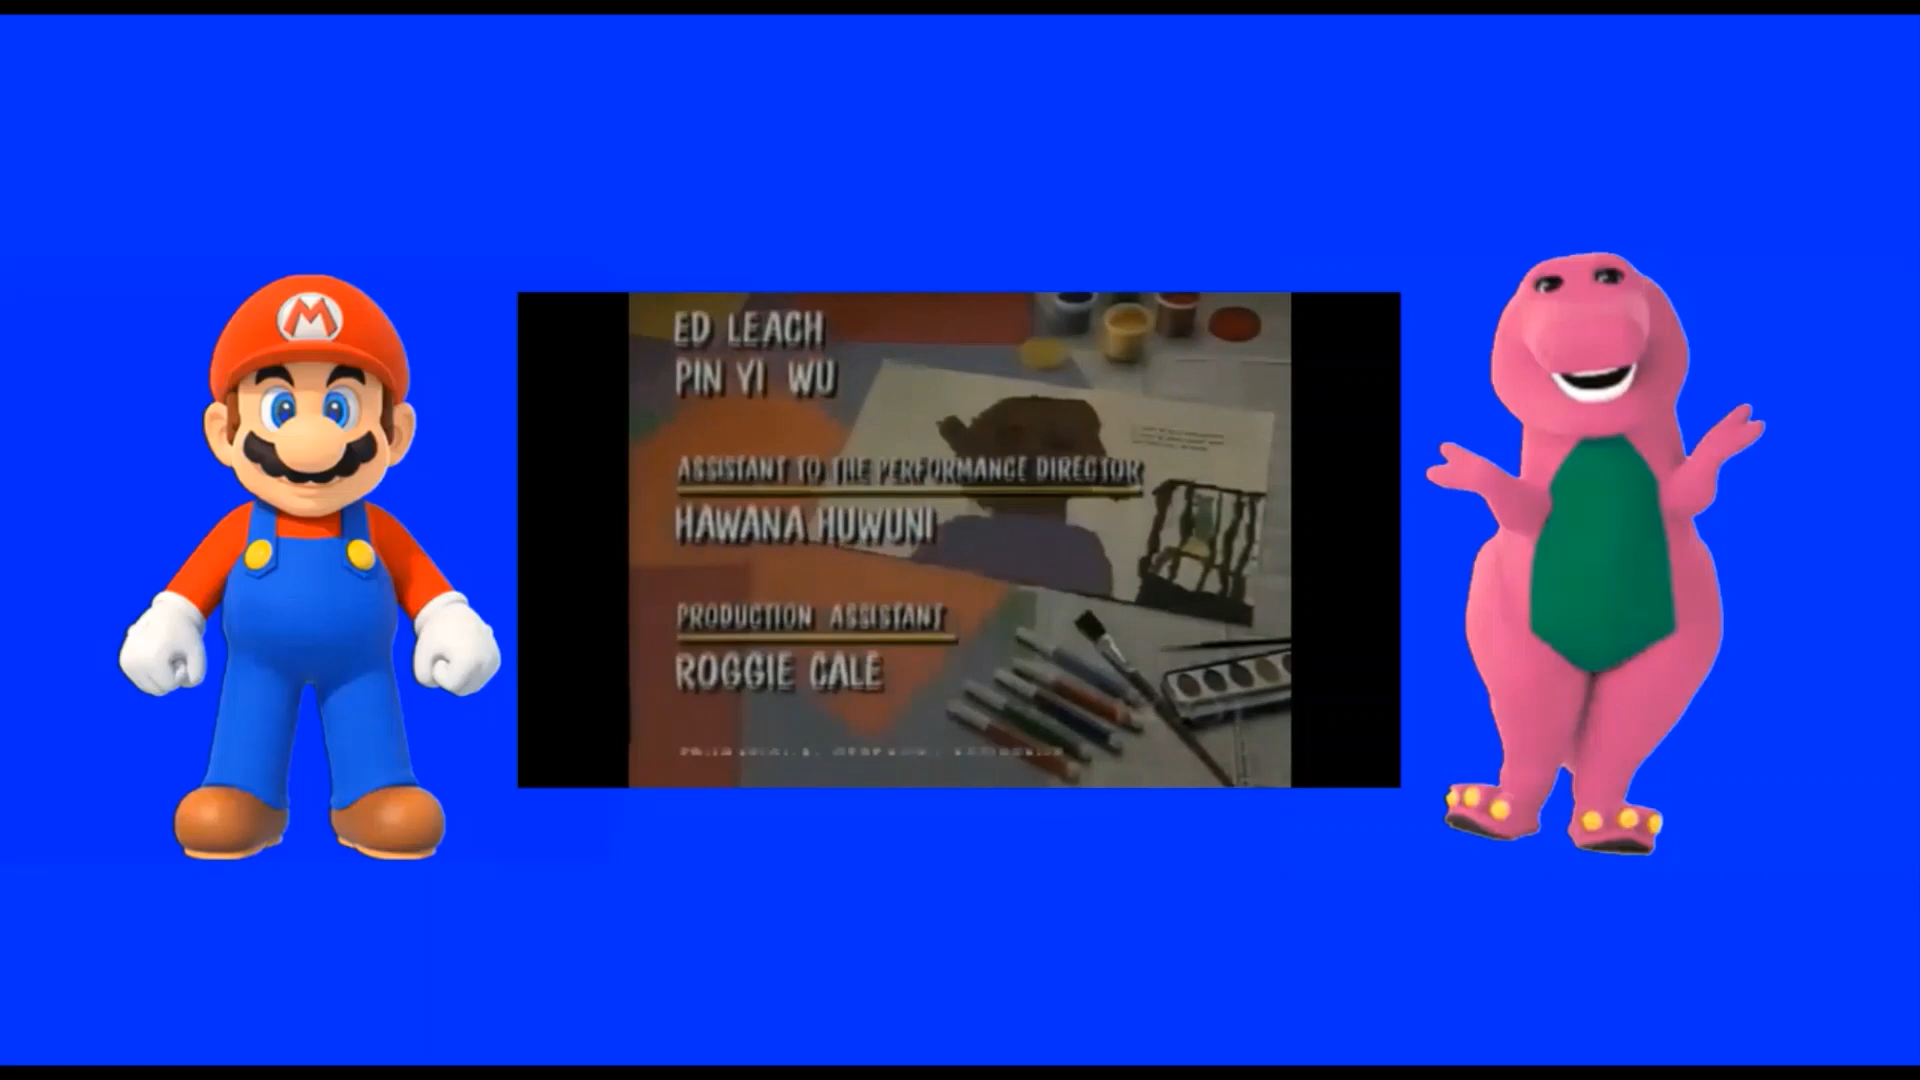 M
ED LEACH
PIN YI WU
ASSISTANT TO THE PERFORMANCE DIRECTOR
HAWANA HUWUNI
PRODUCTION ASSISTANT
ROGGIE CALE